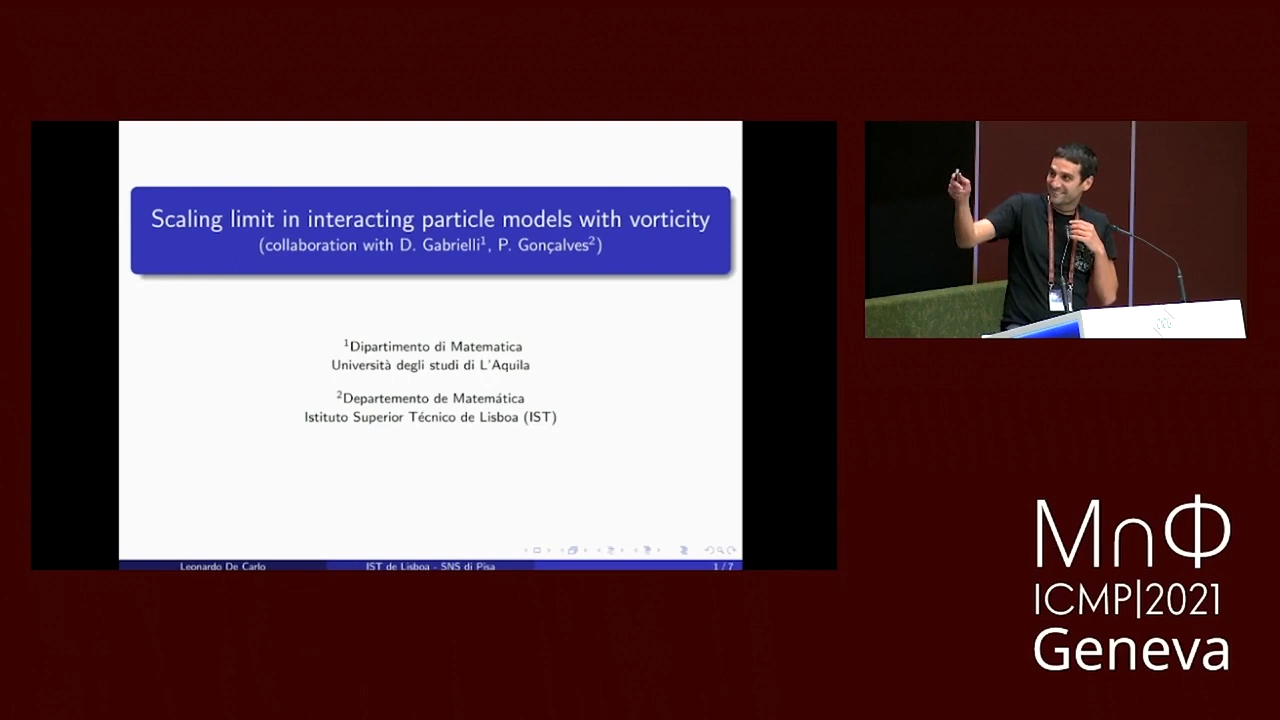 Scaling limit in interacting particle models with vorticity
(collaboration with D. Gabrielli¹, P. Gonçalves²)
¹Dipartimento di Matematica
Università degli studi di L'Aquila
²Departemento de Matemática
Istituto Superior Técnico de Lisboa (IST)
Leonardo De Carlo
IST de Lisboa - SNS di Pisa
1 / 7
M∩Φ
ICMP|2021
Geneva